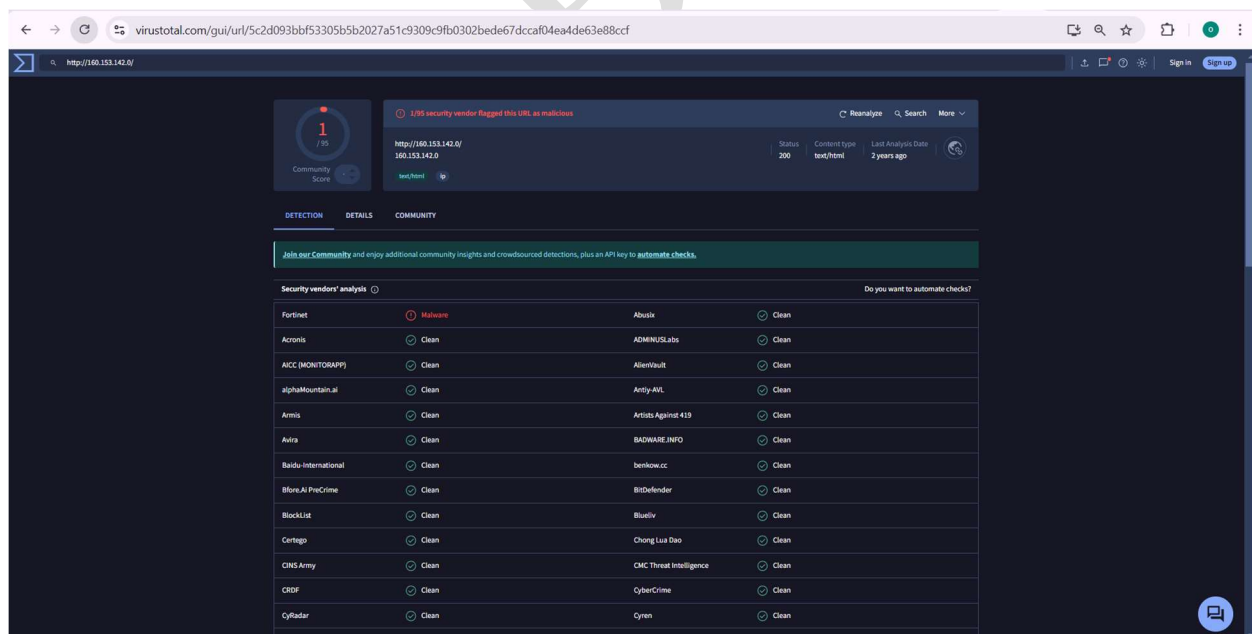 virustotal.com/gui/url/5c2d093bbf53305b5b2027a51c9309c9fb0302bede67dccaf04ea4de63e88ccf
http://160.153.142.0/
Sign in Sign up
1
/ 95
Community
Score
1/95 security vendor flagged this URL as malicious
Reanalyze Search More
http://160.153.142.0/
160.153.142.0
text/html ip
Status
200
Content type
text/html
Last Analysis Date
2 years ago
DETECTION DETAILS COMMUNITY
Join our Community and enjoy additional community insights and crowdsourced detections, plus an API key to automate checks.
Security vendors' analysis Do you want to automate checks?
Fortinet Malware Abusix Clean
Acronis Clean ADMINUSLabs Clean
AICC (MONITORAPP) Clean AlienVault Clean
alphaMountain.ai Clean Antiy-AVL Clean
Armis Clean Artists Against 419 Clean
Avira Clean BADWARE.INFO Clean
Baidu-International Clean benkow.cc Clean
Bfore.Ai PreCrime Clean BitDefender Clean
BlockList Clean Blueliv Clean
Certego Clean Chong Lua Dao Clean
CINS Army Clean CMC Threat Intelligence Clean
CRDF Clean CyberCrime Clean
CyRadar Clean Cyren Clean